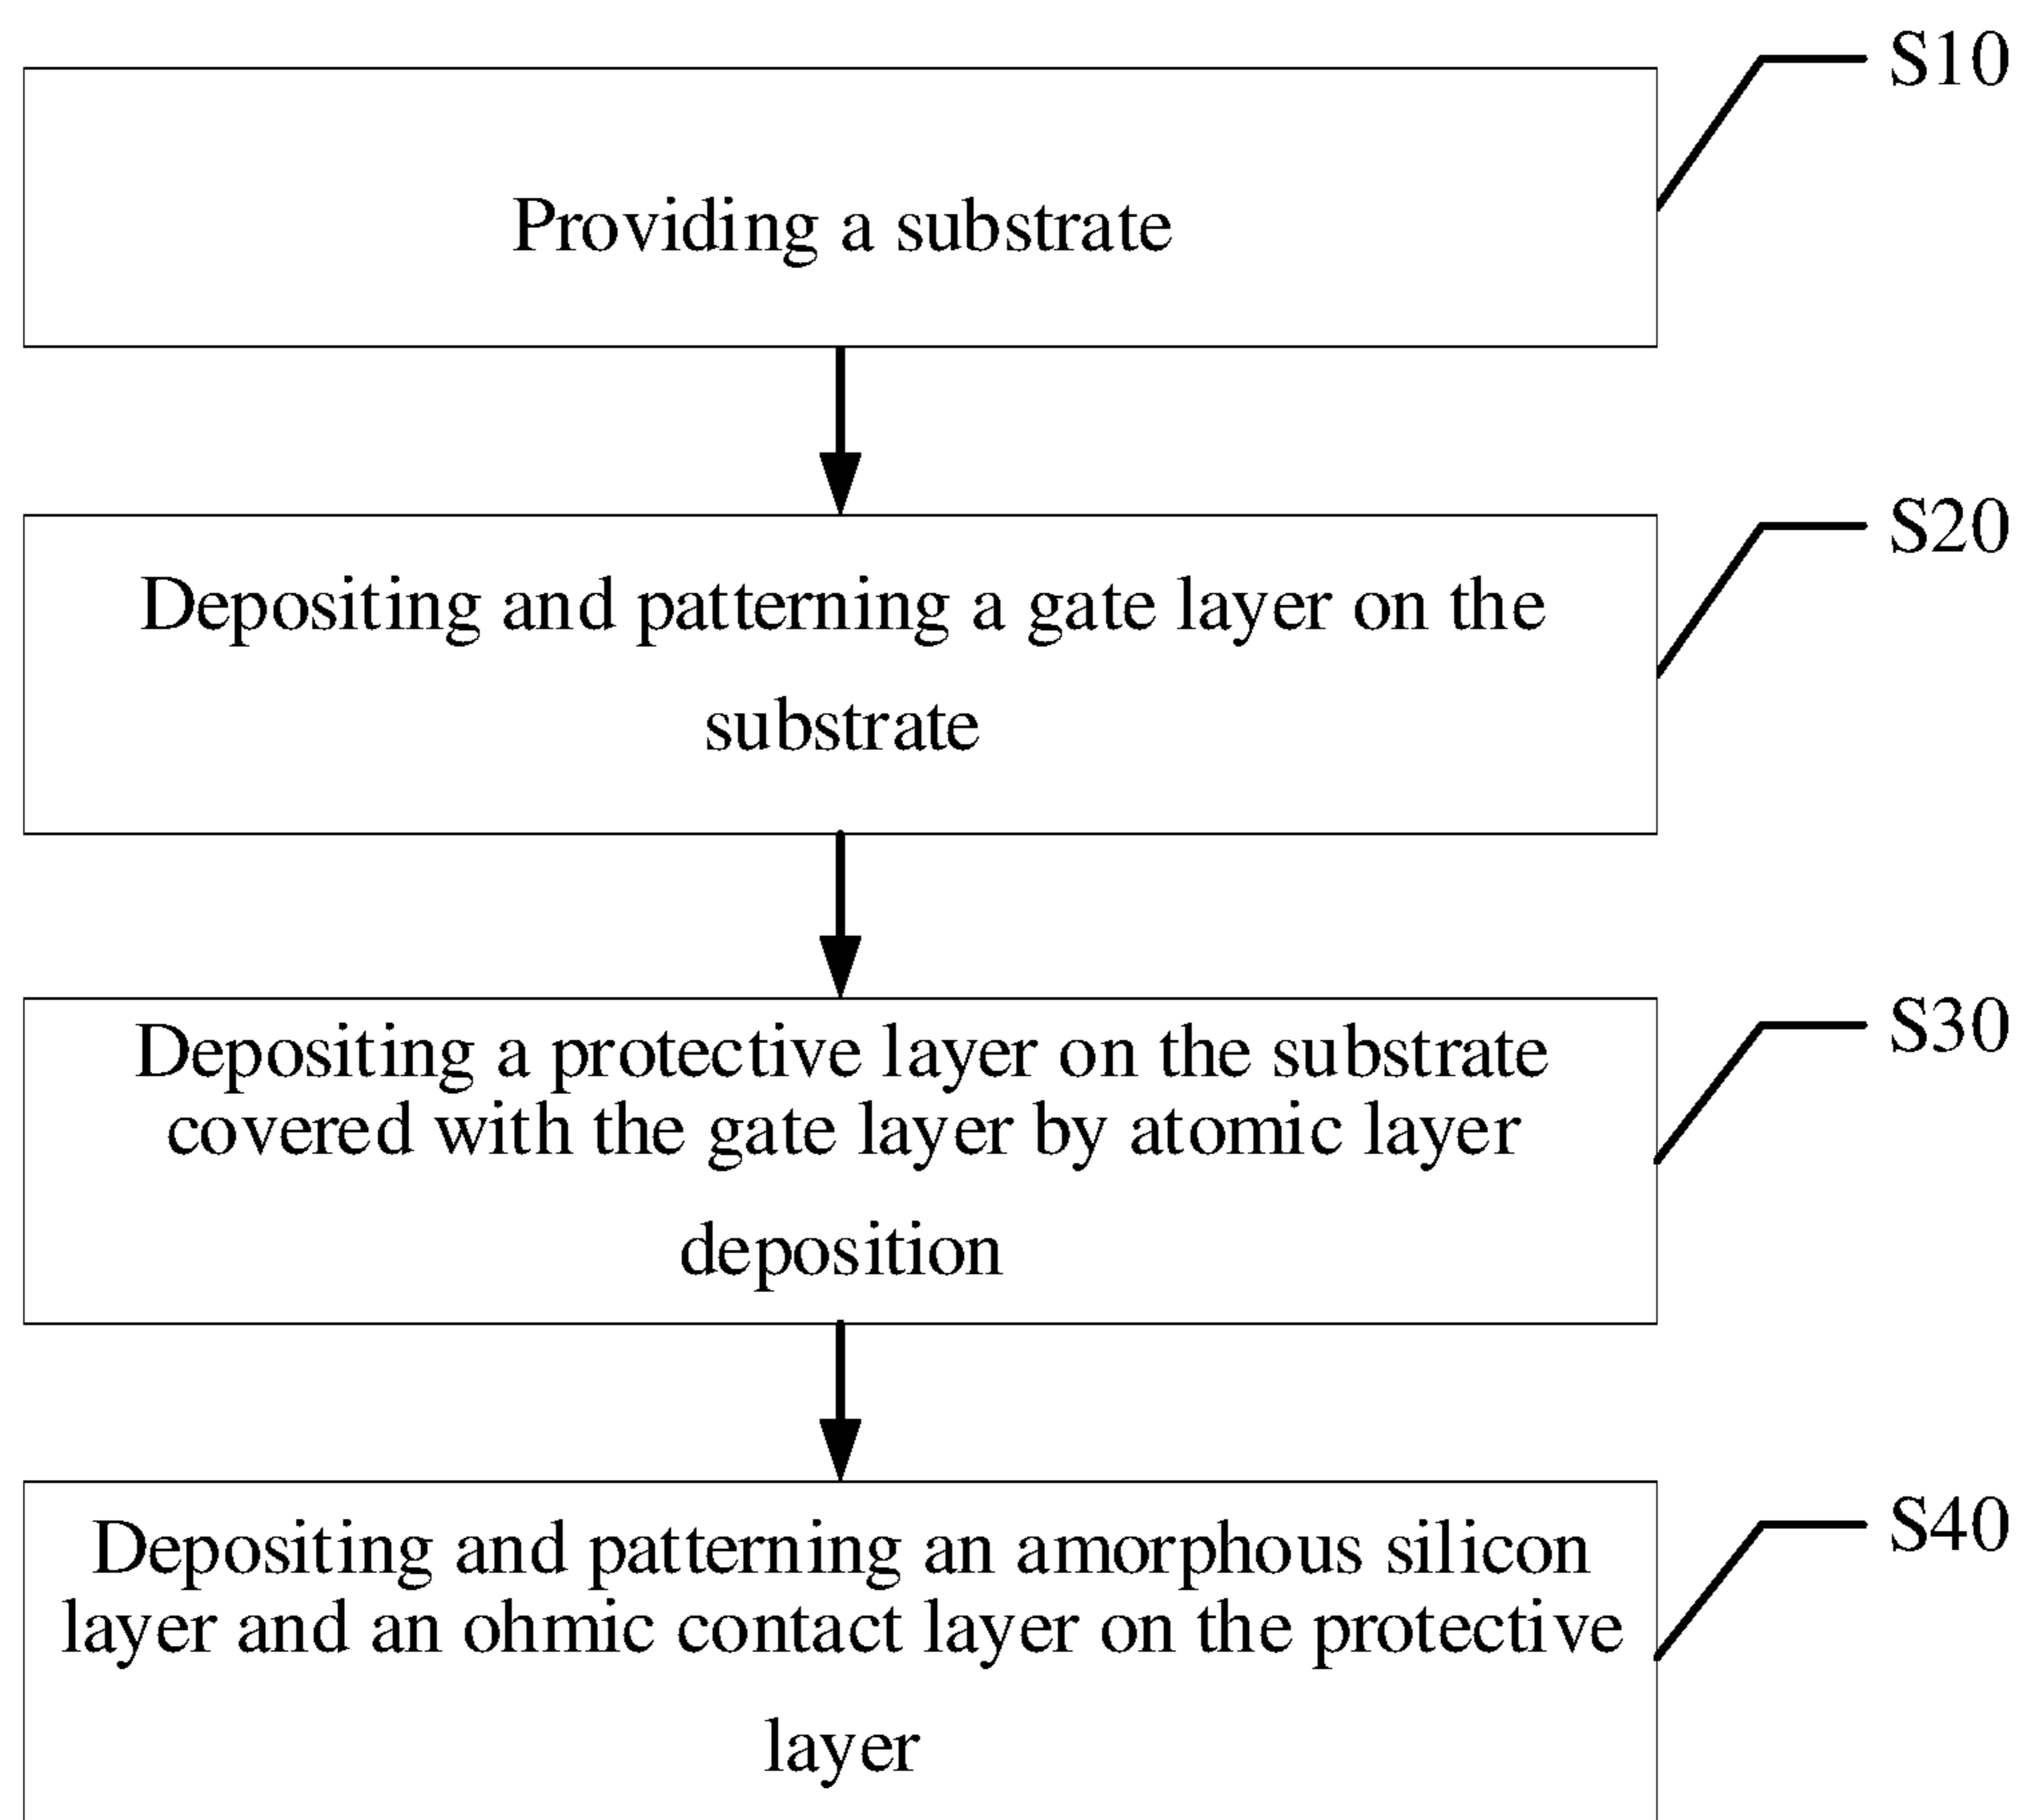 S10
Providing a substrate
S20
Depositing and patterning a gate layer on the
substrate
S30
Depositing a protective layer on the substrate
covered with the gate layer by atomic layer
deposition
S40
Depositing and patterning an amorphous silicon
layer and an ohmic contact layer on the protective
layer